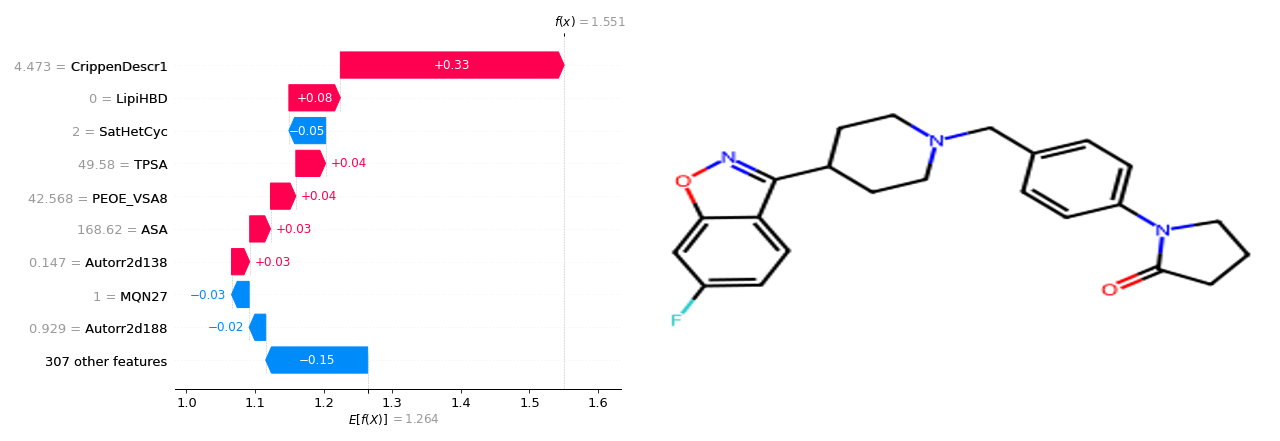 f(x) = 1.551
4.473 = CrippenDescr1
+0.33
0 = LipiHBD
+0.08
2 = SatHetCyc
−0.05
49.58 = TPSA
+0.04
42.568 = PEOE_VSA8
+0.04
168.62 = ASA
+0.03
0.147 = Autorr2d138
+0.03
1 = MQN27
−0.03
0.929 = Autorr2d188
−0.02
307 other features
−0.15
1.0 1.1 1.2 1.3 1.4 1.5 1.6
E[f(X)] = 1.264
N
O
N
N
O
F